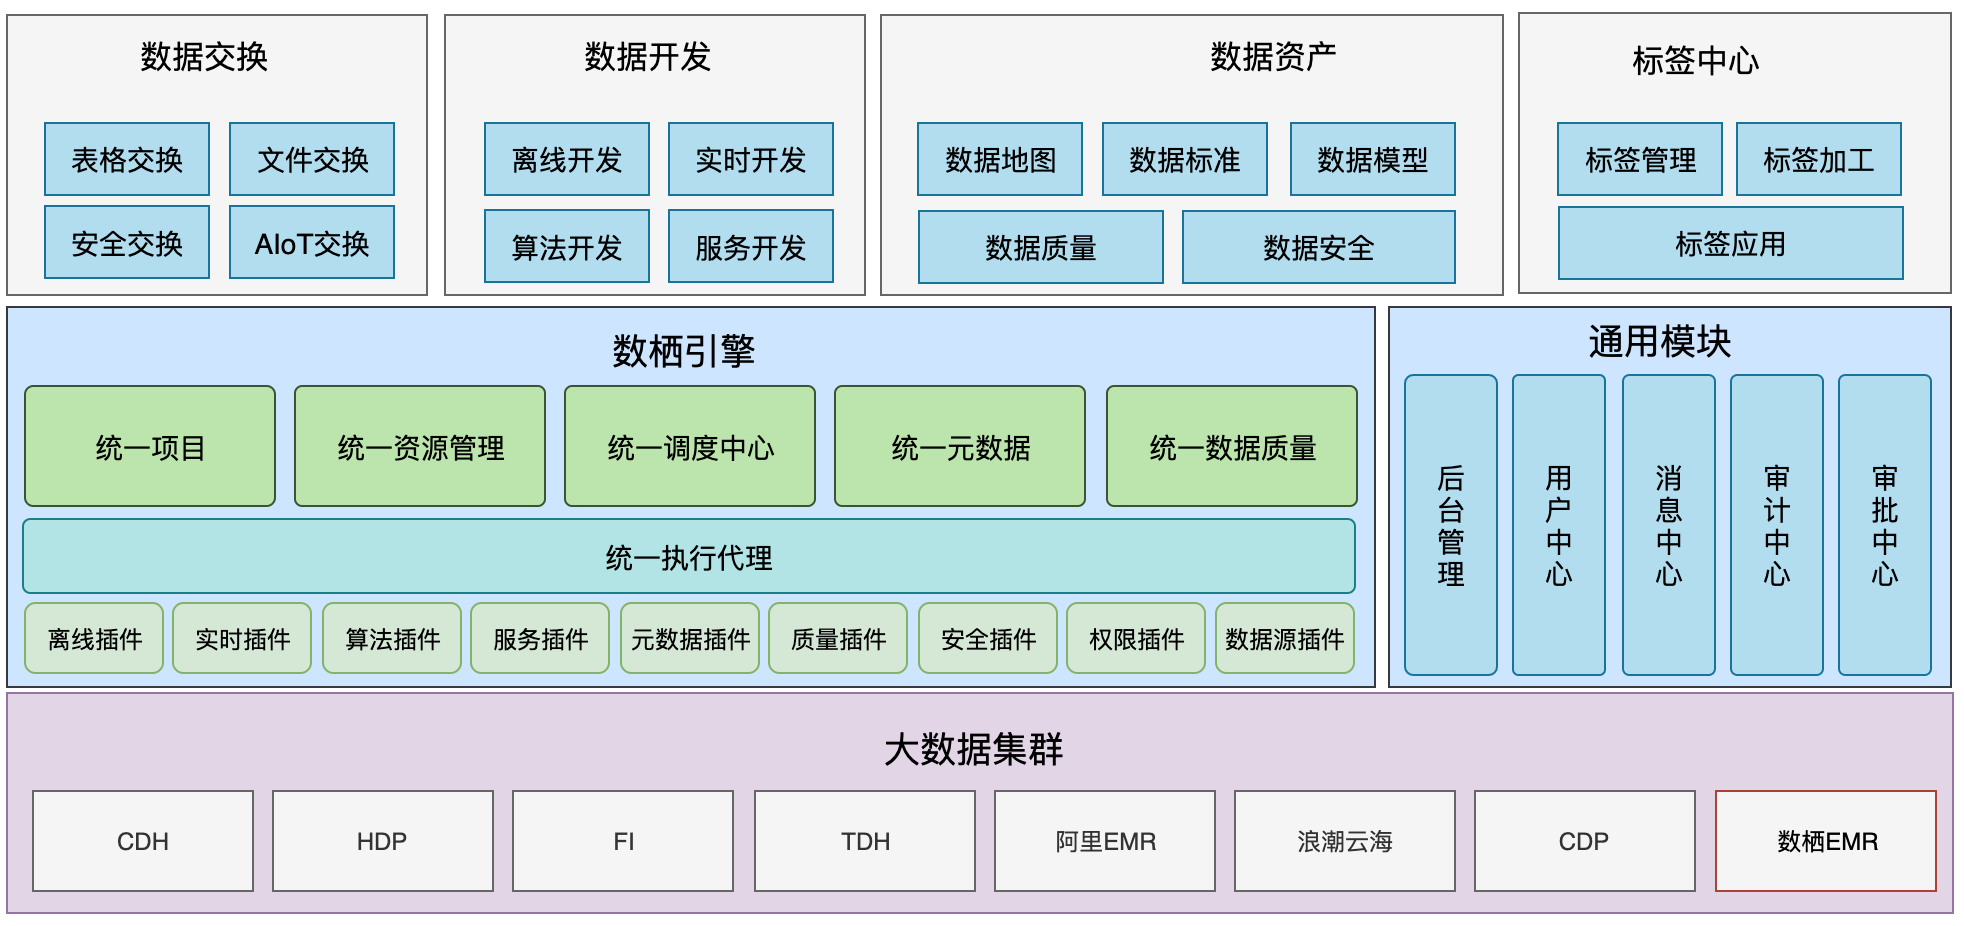 数据交换
表格交换
文件交换
安全交换
AIoT交换
数据开发
离线开发
实时开发
算法开发
服务开发
数据资产
数据地图
数据标准
数据模型
数据质量
数据安全
标签中心
标签管理
标签加工
标签应用
数栖引擎
统一项目
统一资源管理
统一调度中心
统一元数据
统一数据质量
统一执行代理
离线插件
实时插件
算法插件
服务插件
元数据插件
质量插件
安全插件
权限插件
数据源插件
通用模块
后台管理
用户中心
消息中心
审计中心
审批中心
大数据集群
CDH
HDP
FI
TDH
阿里EMR
浪潮云海
CDP
数栖EMR